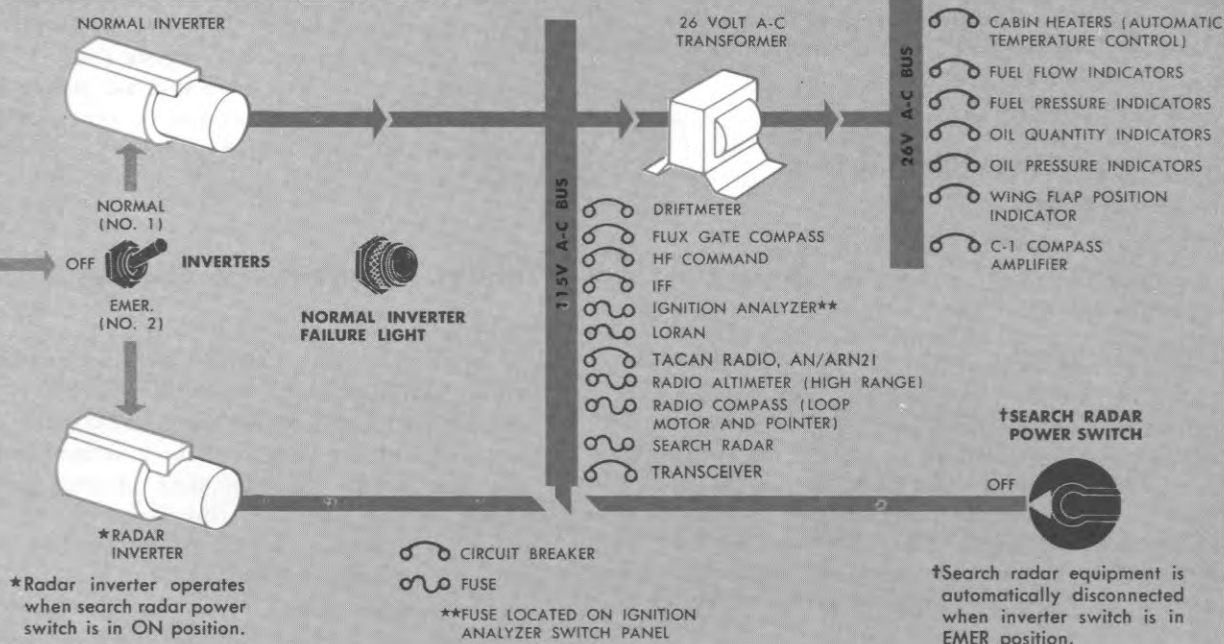 NORMAL INVERTER
26 VOLT A-C
TRANSFORMER
26V A-C BUS
CABIN HEATERS (AUTOMATIC
TEMPERATURE CONTROL)
FUEL FLOW INDICATORS
FUEL PRESSURE INDICATORS
OIL QUANTITY INDICATORS
OIL PRESSURE INDICATORS
WING FLAP POSITION
INDICATOR
C-1 COMPASS
AMPLIFIER
NORMAL
(NO. 1)
OFF
INVERTERS
EMER.
(NO. 2)
NORMAL INVERTER
FAILURE LIGHT
115V A-C BUS
DRIFTMETER
FLUX GATE COMPASS
HF COMMAND
IFF
IGNITION ANALYZER**
LORAN
TACAN RADIO, AN/ARN21
RADIO ALTIMETER (HIGH RANGE)
RADIO COMPASS (LOOP
MOTOR AND POINTER)
SEARCH RADAR
TRANSCEIVER
†SEARCH RADAR
POWER SWITCH
OFF
★RADAR
INVERTER
★Radar inverter operates
when search radar power
switch is in ON position.
CIRCUIT BREAKER
FUSE
**FUSE LOCATED ON IGNITION
ANALYZER SWITCH PANEL
†Search radar equipment is
automatically disconnected
when inverter switch is in
EMER position.